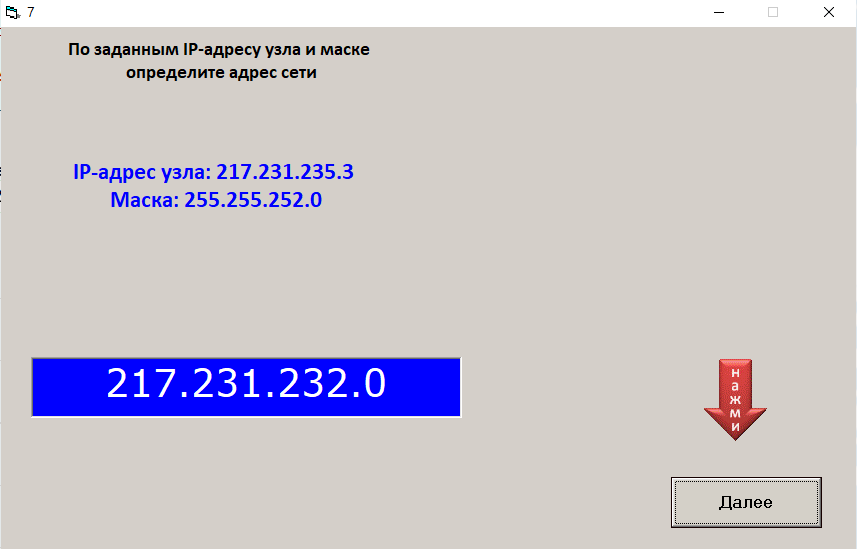 7
По заданным IP-адресу узла и маске
определите адрес сети
IP-адрес узла: 217.231.235.3
Маска: 255.255.252.0
217.231.232.0
нажми
Далее